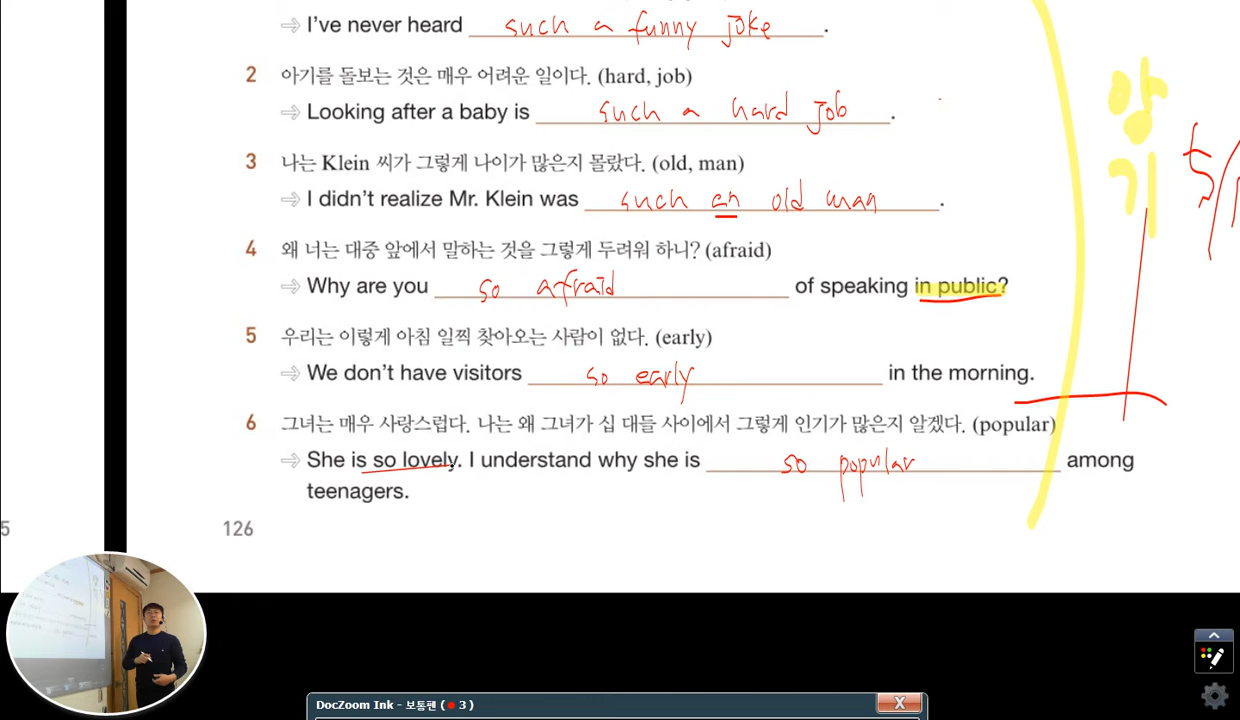 ⇨ I've never heard such a funny joke.
2 아기를 돌보는 것은 매우 어려운 일이다. (hard, job)
⇨ Looking after a baby is such a hard job.
3 나는 Klein 씨가 그렇게 나이가 많은지 몰랐다. (old, man)
⇨ I didn't realize Mr. Klein was such an old man.
4 왜 너는 대중 앞에서 말하는 것을 그렇게 두려워 하니? (afraid)
⇨ Why are you so afraid of speaking in public?
5 우리는 이렇게 아침 일찍 찾아오는 사람이 없다. (early)
⇨ We don't have visitors so early in the morning.
6 그녀는 매우 사랑스럽다. 나는 왜 그녀가 십 대들 사이에서 그렇게 인기가 많은지 알겠다. (popular)
⇨ She is so lovely. I understand why she is so popular among
teenagers.
암기
5
126
DocZoom Ink - 보통펜 ( 3 )
X